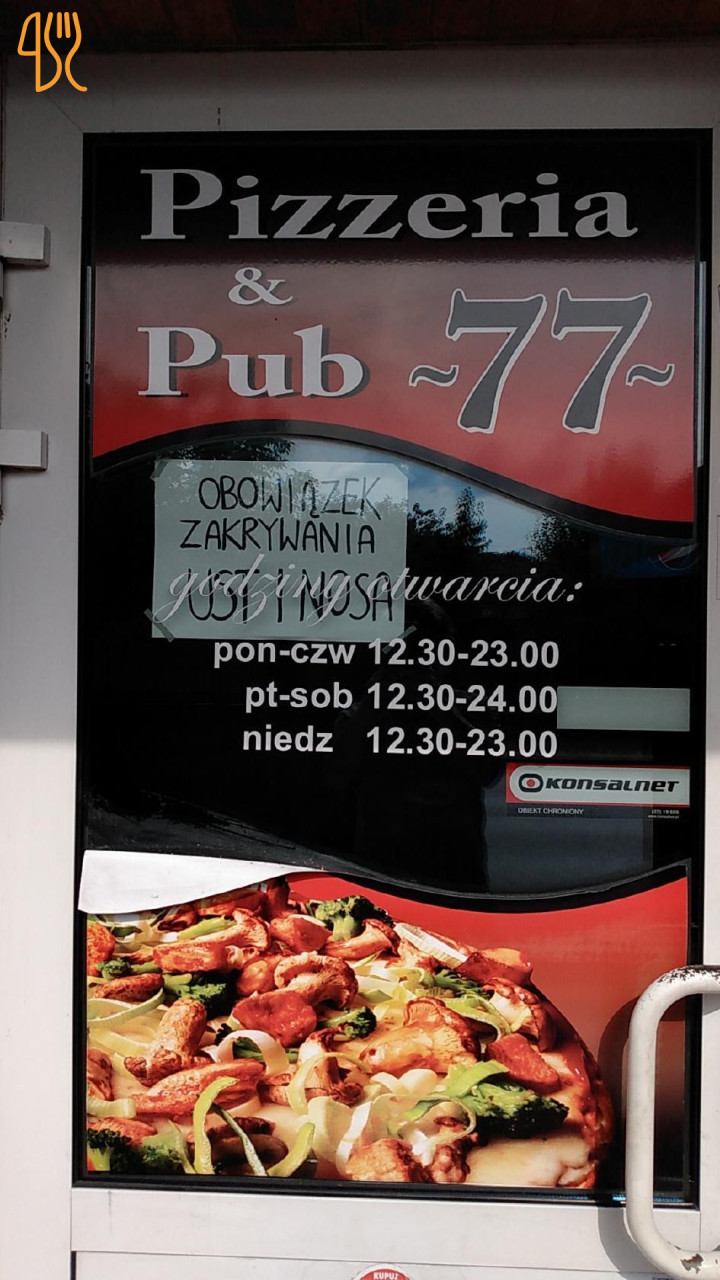 Pizzeria
&
Pub ~77~
OBOWIĄZEK
ZAKRYWANIA
UST I NOSA
godziny otwarcia:
pon-czw 12.30-23.00
pt-sob 12.30-24.00
niedz 12.30-23.00
KONSALNET
OBIEKT CHRONIONY
KUPUJ